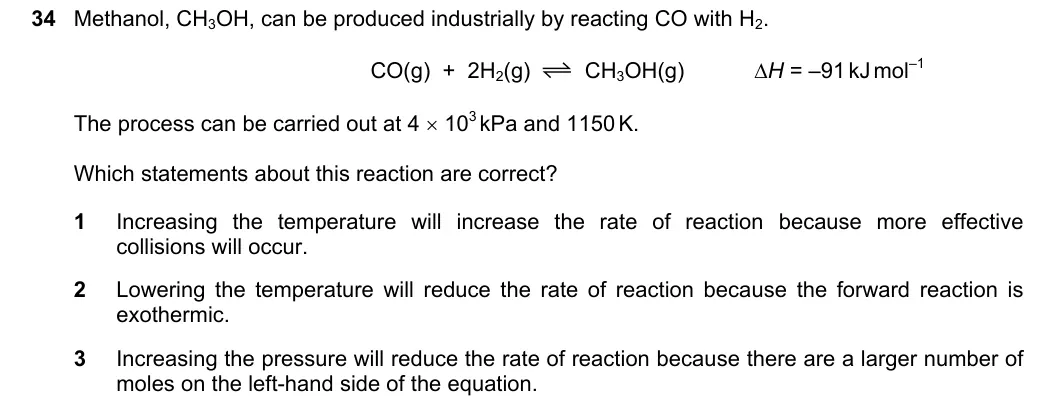 34 Methanol, CH₃OH, can be produced industrially by reacting CO with H₂.
CO(g) + 2H₂(g) ⇌ CH₃OH(g) ΔH = –91 kJ mol⁻¹
The process can be carried out at 4 × 10³ kPa and 1150 K.
Which statements about this reaction are correct?
1 Increasing the temperature will increase the rate of reaction because more effective
collisions will occur.
2 Lowering the temperature will reduce the rate of reaction because the forward reaction is
exothermic.
3 Increasing the pressure will reduce the rate of reaction because there are a larger number of
moles on the left-hand side of the equation.